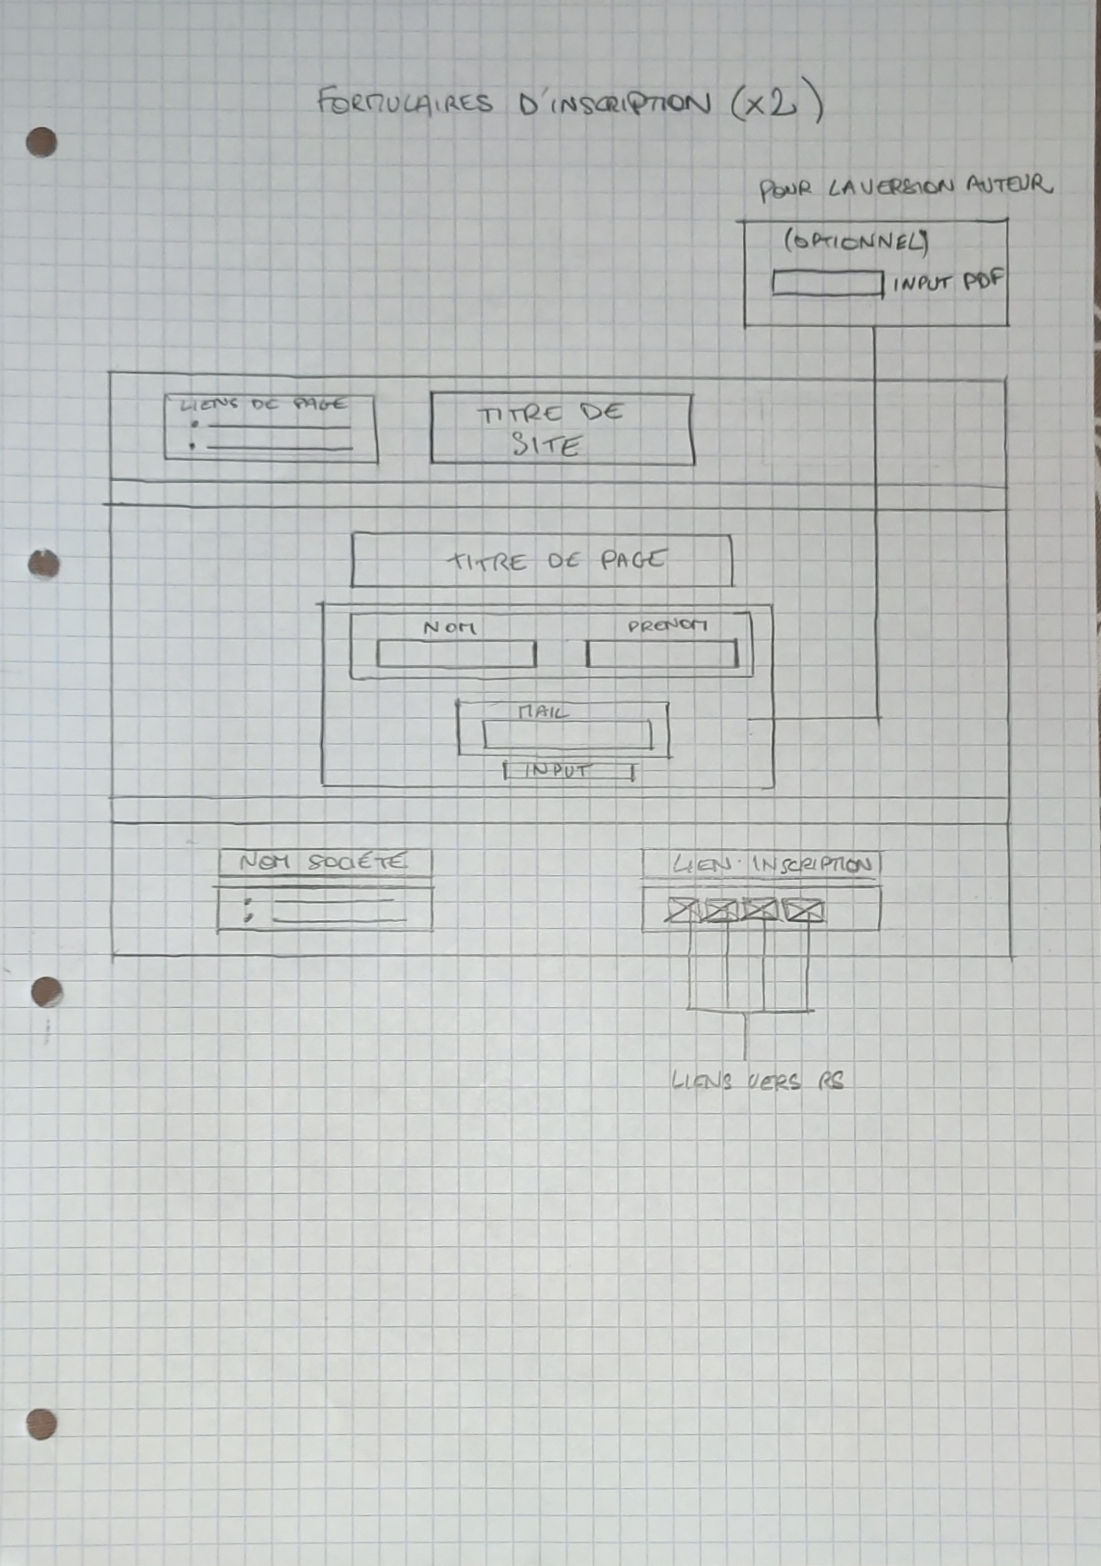 FORMULAIRES D'INSCRIPTION (x2)
POUR LA VERSION AUTEUR
(OPTIONNEL)
INPUT PDF
LIENS DE PAGE
TITRE DE
SITE
TITRE DE PAGE
NOM
PRENOM
MAIL
INPUT
NOM SOCIÉTÉ
LIEN INSCRIPTION
LIENS VERS RS